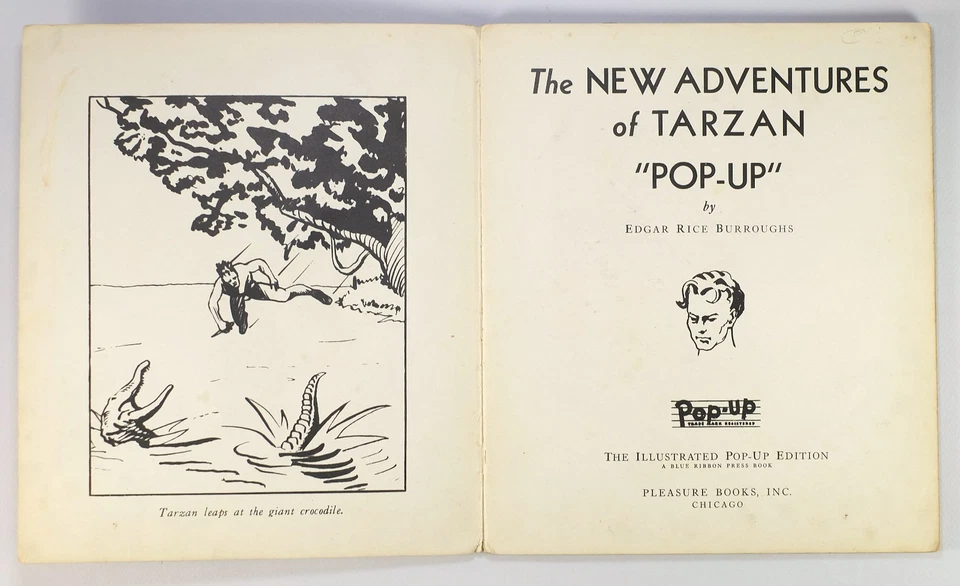 Tarzan leaps at the giant crocodile.
The NEW ADVENTURES
of TARZAN
"POP-UP"
by
EDGAR RICE BURROUGHS
Pop-up
TRADE MARK REGISTERED
THE ILLUSTRATED POP-UP EDITION
A BLUE RIBBON PRESS BOOK
PLEASURE BOOKS, INC.
CHICAGO